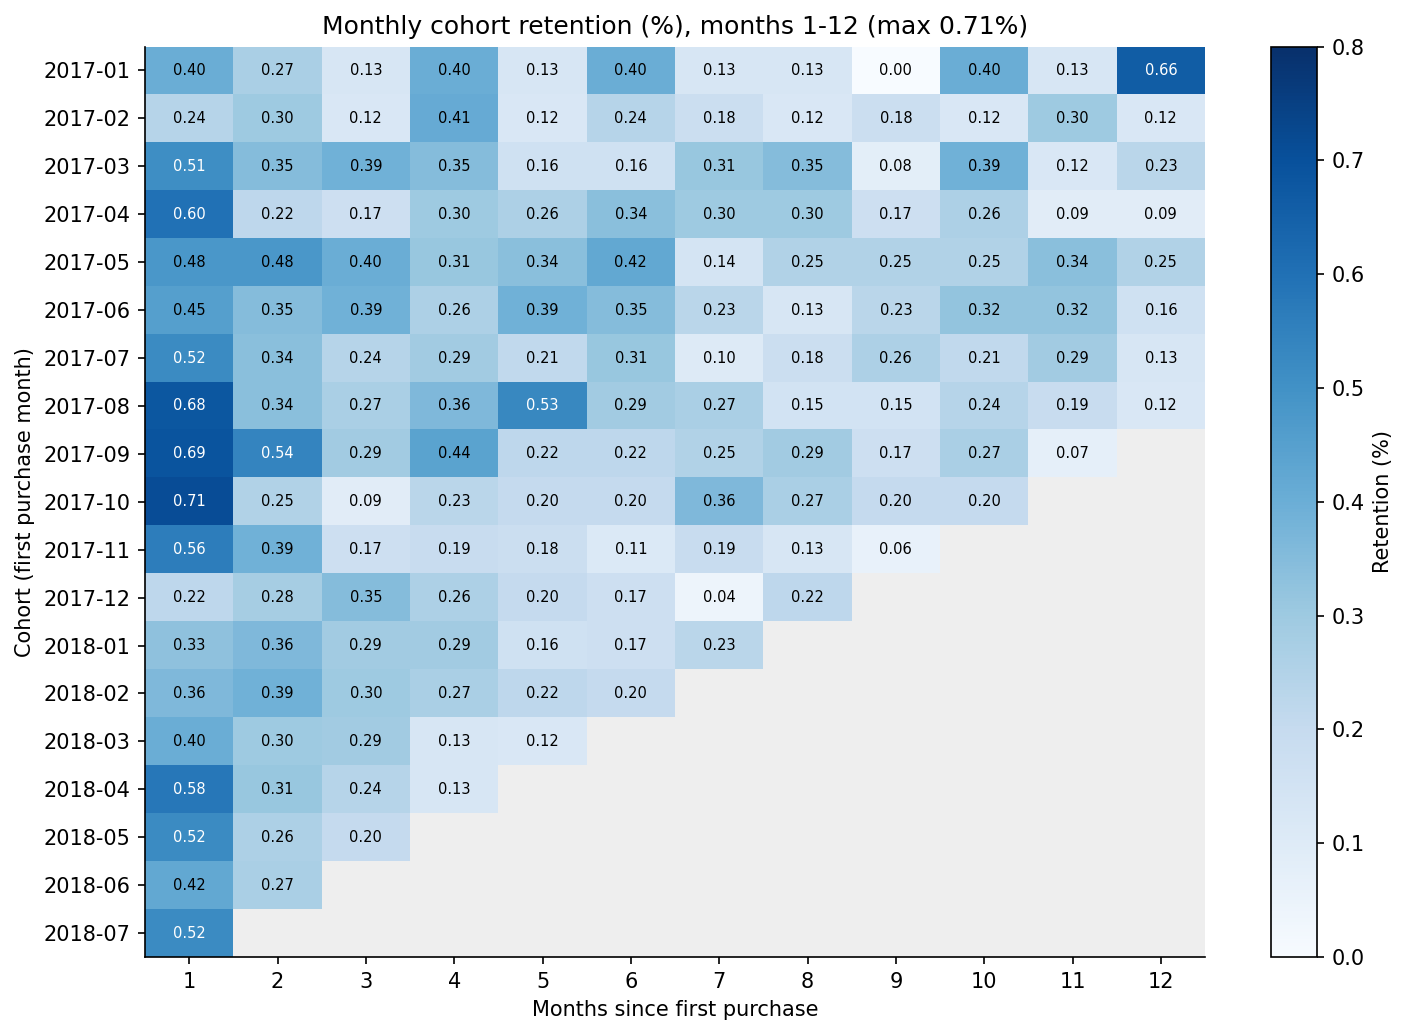 Monthly cohort retention (%), months 1-12 (max 0.71%)
2017-01 0.40 0.27 0.13 0.40 0.13 0.40 0.13 0.13 0.00 0.40 0.13 0.66
2017-02 0.24 0.30 0.12 0.41 0.12 0.24 0.18 0.12 0.18 0.12 0.30 0.12
2017-03 0.51 0.35 0.39 0.35 0.16 0.16 0.31 0.35 0.08 0.39 0.12 0.23
2017-04 0.60 0.22 0.17 0.30 0.26 0.34 0.30 0.30 0.17 0.26 0.09 0.09
2017-05 0.48 0.48 0.40 0.31 0.34 0.42 0.14 0.25 0.25 0.25 0.34 0.25
2017-06 0.45 0.35 0.39 0.26 0.39 0.35 0.23 0.13 0.23 0.32 0.32 0.16
2017-07 0.52 0.34 0.24 0.29 0.21 0.31 0.10 0.18 0.26 0.21 0.29 0.13
2017-08 0.68 0.34 0.27 0.36 0.53 0.29 0.27 0.15 0.15 0.24 0.19 0.12
2017-09 0.69 0.54 0.29 0.44 0.22 0.22 0.25 0.29 0.17 0.27 0.07
2017-10 0.71 0.25 0.09 0.23 0.20 0.20 0.36 0.27 0.20 0.20
2017-11 0.56 0.39 0.17 0.19 0.18 0.11 0.19 0.13 0.06
2017-12 0.22 0.28 0.35 0.26 0.20 0.17 0.04 0.22
2018-01 0.33 0.36 0.29 0.29 0.16 0.17 0.23
2018-02 0.36 0.39 0.30 0.27 0.22 0.20
2018-03 0.40 0.30 0.29 0.13 0.12
2018-04 0.58 0.31 0.24 0.13
2018-05 0.52 0.26 0.20
2018-06 0.42 0.27
2018-07 0.52
1 2 3 4 5 6 7 8 9 10 11 12
Months since first purchase
Cohort (first purchase month)
0.8
0.7
0.6
0.5
0.4
0.3
0.2
0.1
0.0
Retention (%)